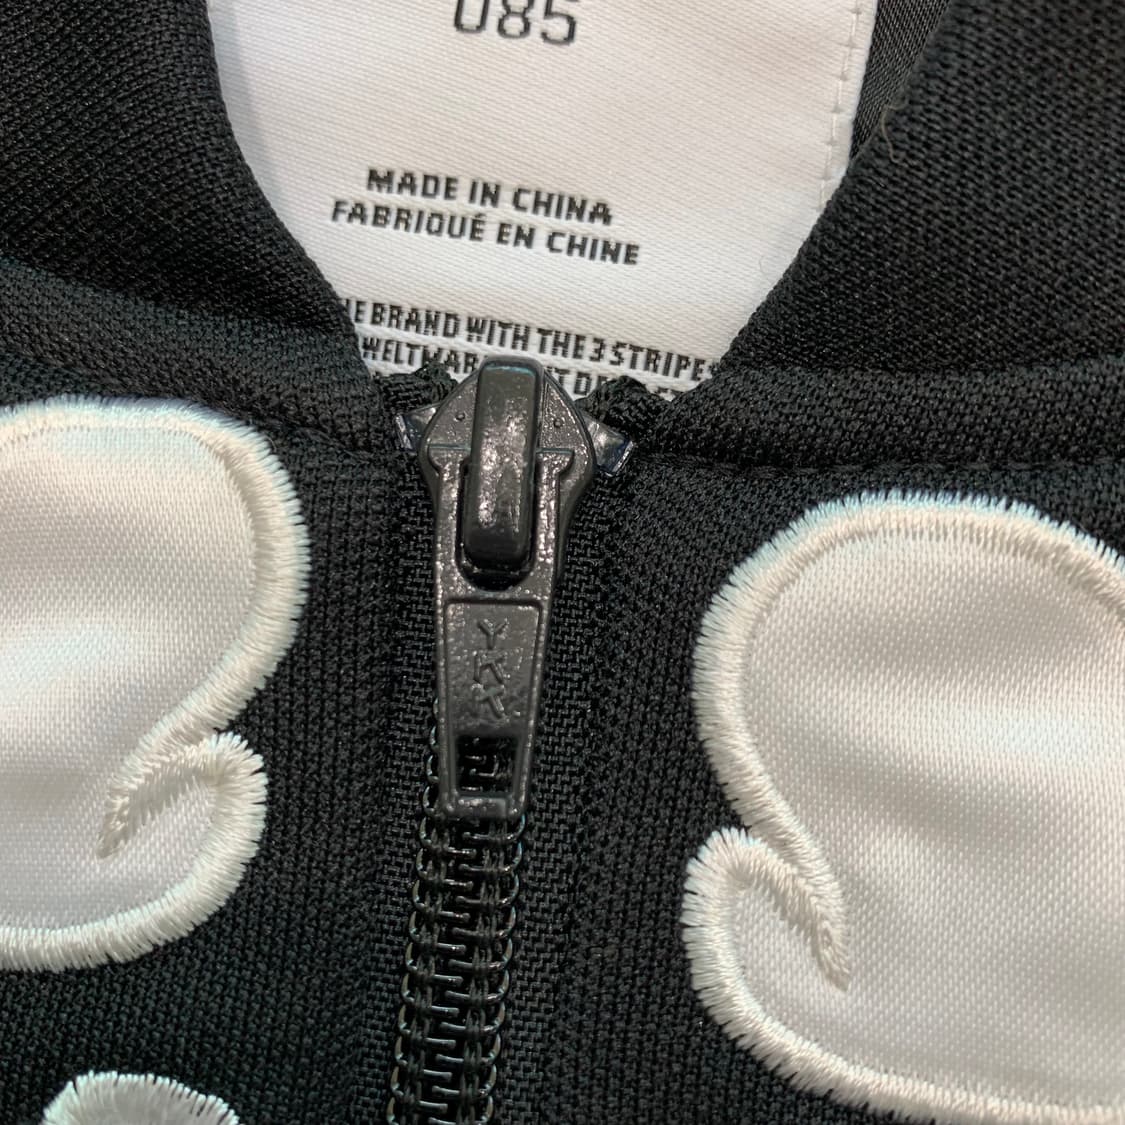 085
MADE IN CHINA
FABRIQUÉ EN CHINE
BRAND WITH THE 3 STRIPES
YKK